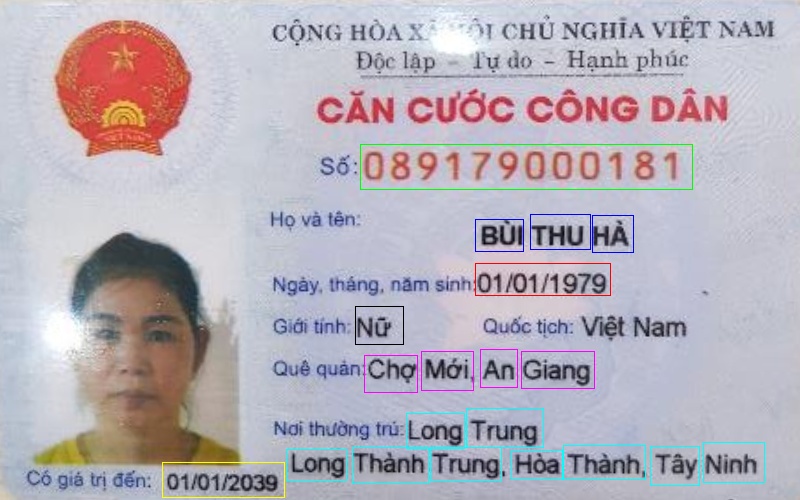 CỘNG HÒA XÃ HỘI CHỦ NGHĨA VIỆT NAM
Độc lập - Tự do - Hạnh phúc
CĂN CƯỚC CÔNG DÂN
Số: 089179000181
Họ và tên:
BÙI THU HÀ
Ngày, tháng, năm sinh: 01/01/1979
Giới tính: Nữ Quốc tịch: Việt Nam
Quê quán: Chợ Mới, An Giang
Nơi thường trú: Long Trung
Long Thành Trung, Hòa Thành, Tây Ninh
Có giá trị đến: 01/01/2039